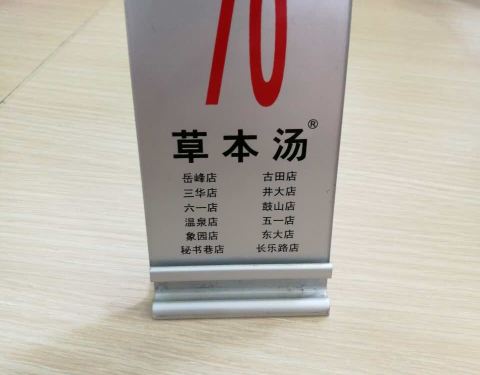 70
草本汤®
岳峰店 古田店
三华店 井大店
六一店 鼓山店
温泉店 五一店
象园店 东大店
秘书巷店 长乐路店